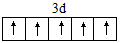 3d
↑ ↑ ↑ ↑ ↑